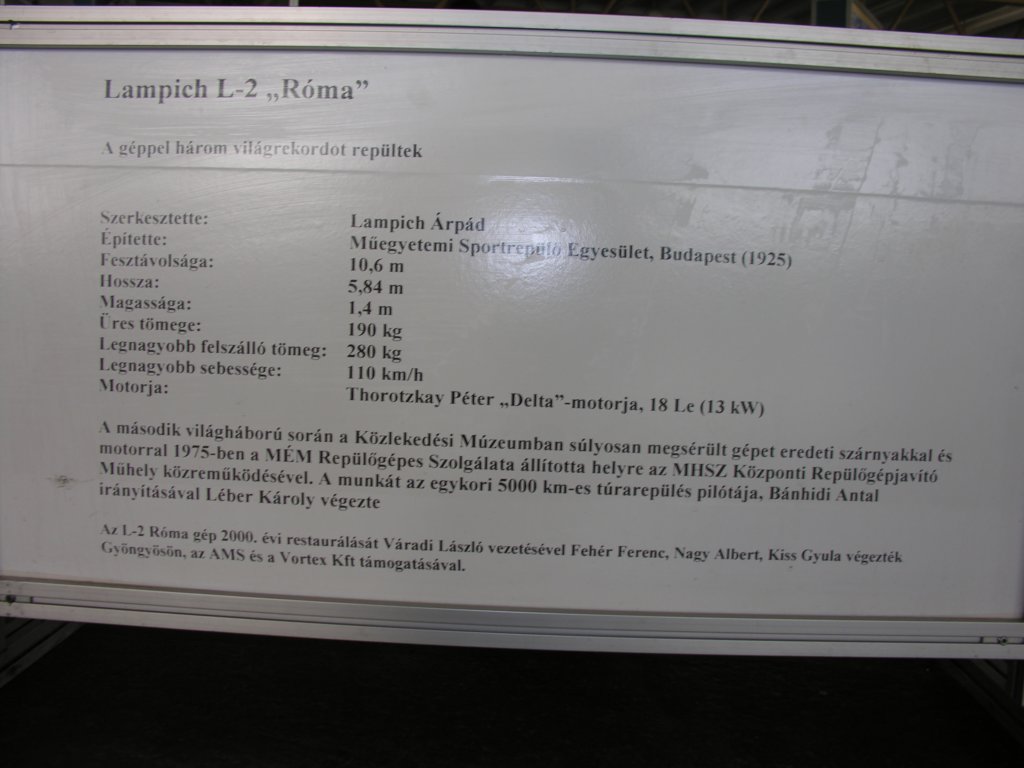 Lampich L-2 „Róma”
A géppel három világrekordot repültek
Szerkesztette: Lampich Árpád
Építette: Műegyetemi Sportrepülő Egyesület, Budapest (1925)
Fesztávolsága: 10,6 m
Hossza: 5,84 m
Magassága: 1,4 m
Üres tömege: 190 kg
Legnagyobb felszálló tömeg: 280 kg
Legnagyobb sebessége: 110 km/h
Motorja: Thorotzkay Péter „Delta”-motorja, 18 Le (13 kW)
A második világháború során a Közlekedési Múzeumban súlyosan megsérült gépet eredeti szárnyakkal és
motorral 1975-ben a MÉM Repülőgépes Szolgálata állította helyre az MHSZ Központi Repülőgépjavító
Műhely közreműködésével. A munkát az egykori 5000 km-es túrarepülés pilótája, Bánhidi Antal
irányításával Léber Károly végezte
Az L-2 Róma gép 2000. évi restaurálását Váradi László vezetésével Fehér Ferenc, Nagy Albert, Kiss Gyula végezték
Gyöngyösön, az AMS és a Vortex Kft támogatásával.